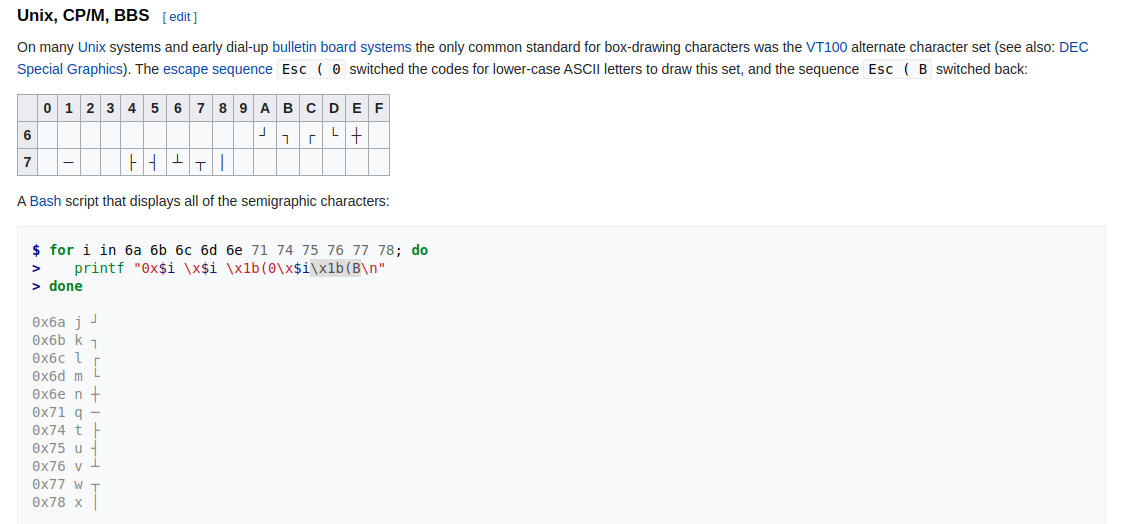 Unix, CP/M, BBS [ edit ]
On many Unix systems and early dial-up bulletin board systems the only common standard for box-drawing characters was the VT100 alternate character set (see also: DEC
Special Graphics). The escape sequence Esc ( 0 switched the codes for lower-case ASCII letters to draw this set, and the sequence Esc ( B switched back:
0 1 2 3 4 5 6 7 8 9 A B C D E F
6 ┘ ┐ ┌ └ ┼
7 ─ ├ ┤ ┴ ┬ │
A Bash script that displays all of the semigraphic characters:
$ for i in 6a 6b 6c 6d 6e 71 74 75 76 77 78; do
>    printf "0x$i \x$i \x1b(0\x$i\x1b(B\n"
> done
0x6a j ┘
0x6b k ┐
0x6c l ┌
0x6d m └
0x6e n ┼
0x71 q ─
0x74 t ├
0x75 u ┤
0x76 v ┴
0x77 w ┬
0x78 x │